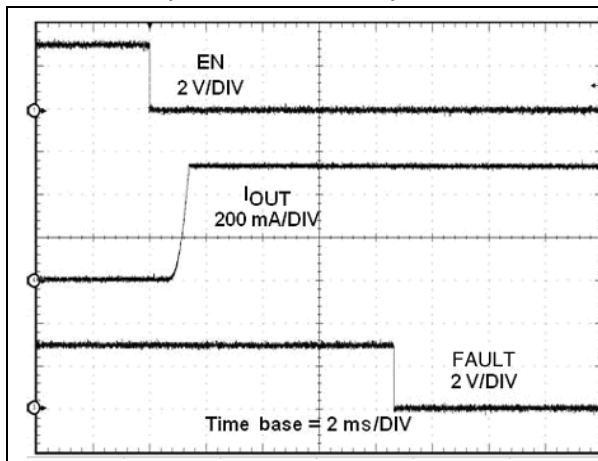 EN
2 V/DIV
IOUT
200 mA/DIV
FAULT
2 V/DIV
Time base = 2 ms/DIV